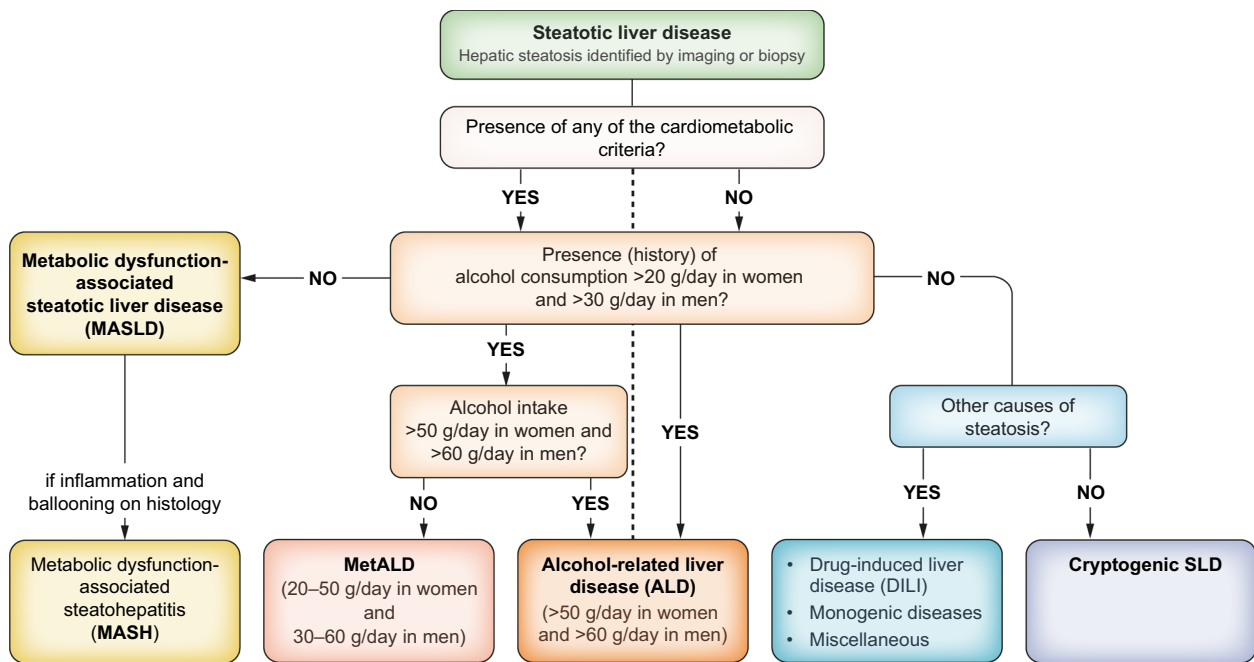 Steatotic liver disease
Hepatic steatosis identified by imaging or biopsy
Presence of any of the cardiometabolic
criteria?
YES
NO
Metabolic dysfunction-
associated
steatotic liver disease
(MASLD)
NO
Presence (history) of
alcohol consumption >20 g/day in women
and >30 g/day in men?
NO
YES
Alcohol intake
>50 g/day in women and
>60 g/day in men?
YES
Other causes of
steatosis?
if inflammation and
ballooning on histology
NO
YES
YES
NO
Metabolic dysfunction-
associated
steatohepatitis
(MASH)
MetALD
(20–50 g/day in women
and
30–60 g/day in men)
Alcohol-related liver
disease (ALD)
(>50 g/day in women
and >60 g/day in men)
• Drug-induced liver
disease (DILI)
• Monogenic diseases
• Miscellaneous
Cryptogenic SLD